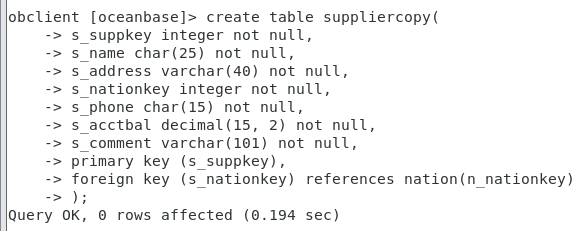 obclient [oceanbase]> create table suppliercopy(
    -> s_suppkey integer not null,
    -> s_name char(25) not null,
    -> s_address varchar(40) not null,
    -> s_nationkey integer not null,
    -> s_phone char(15) not null,
    -> s_acctbal decimal(15, 2) not null,
    -> s_comment varchar(101) not null,
    -> primary key (s_suppkey),
    -> foreign key (s_nationkey) references nation(n_nationkey)
    -> );
Query OK, 0 rows affected (0.194 sec)